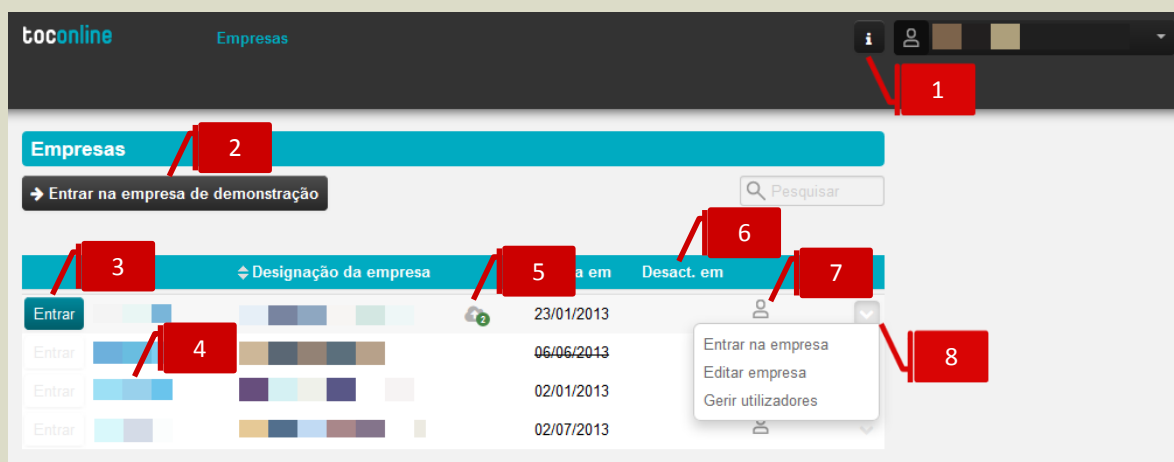 toconline Empresas i
1
Empresas 2
→ Entrar na empresa de demonstração Pesquisar
6
3 Designação da empresa 5 a em Desact. em 7
Entrar 2 23/01/2013
Entrar 4 06/06/2013 Entrar na empresa 8
Editar empresa
Entrar 02/01/2013
Gerir utilizadores
Entrar 02/07/2013